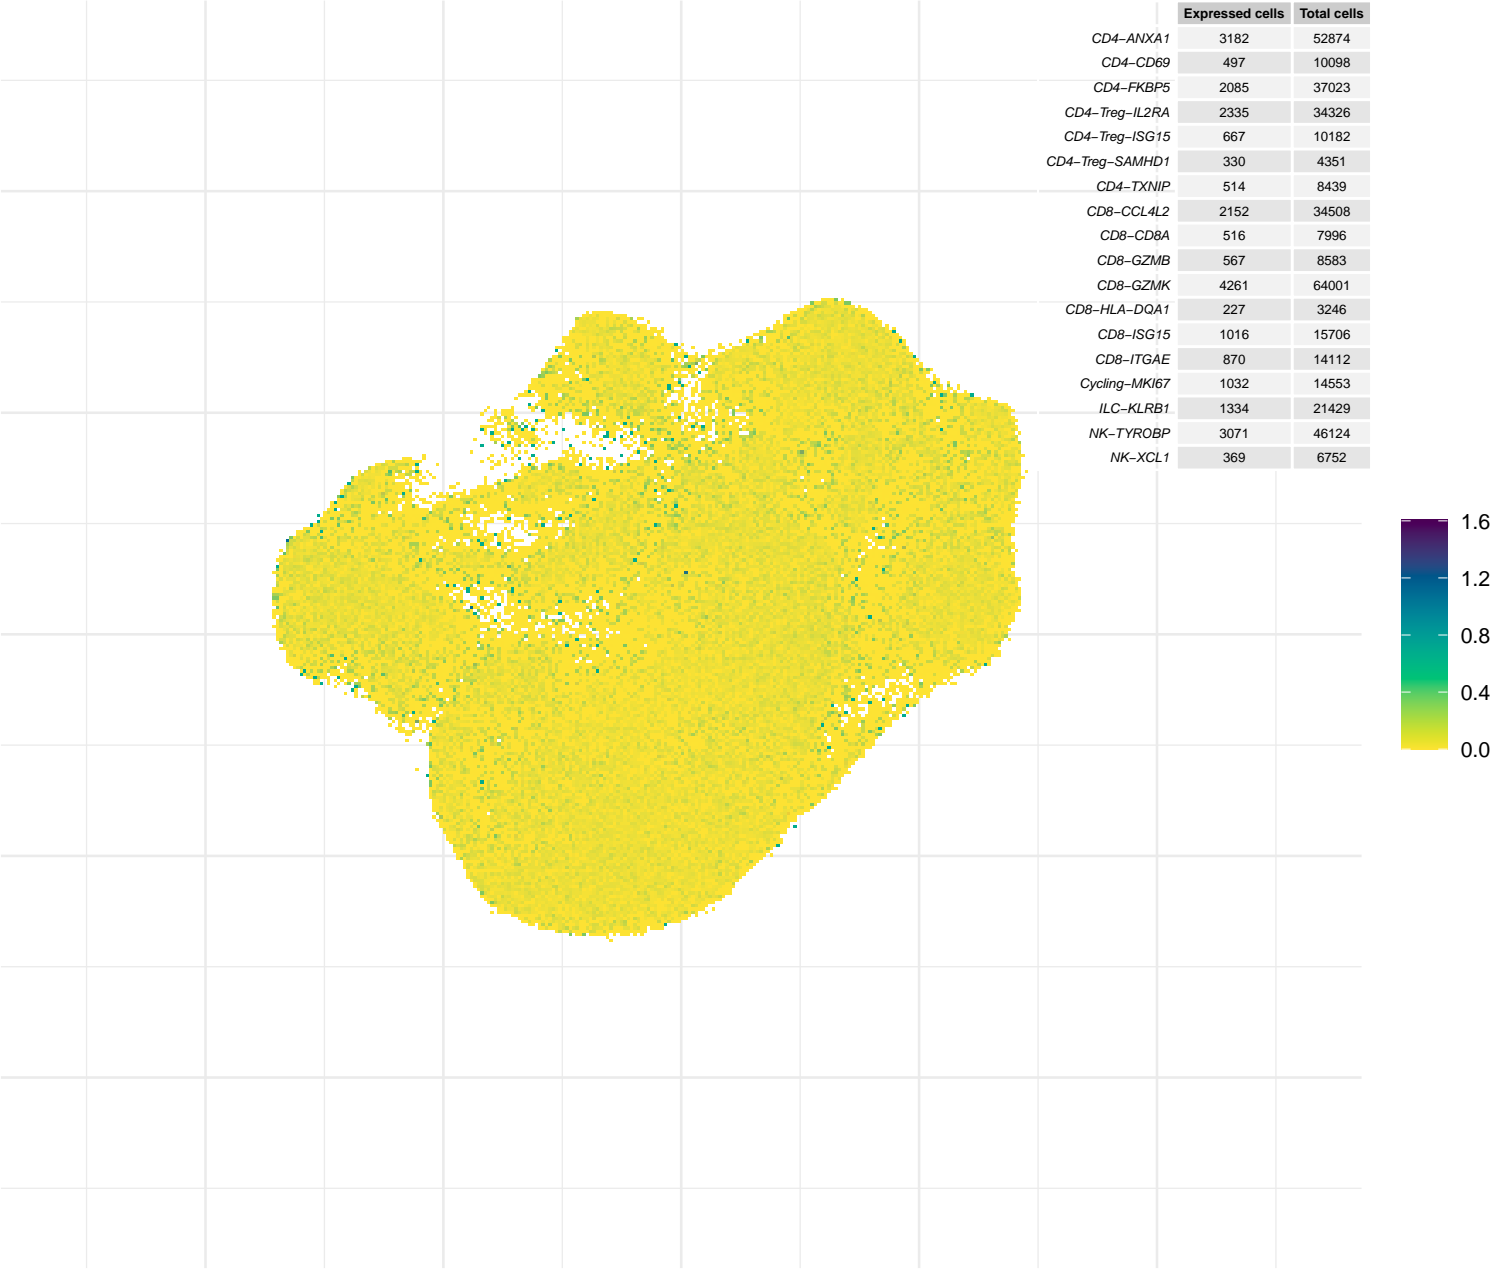 Expressed cells Total cells
CD4−ANXA1 3182 52874
CD4−CD69 497 10098
CD4−FKBP5 2085 37023
CD4−Treg−IL2RA 2335 34326
CD4−Treg−ISG15 667 10182
CD4−Treg−SAMHD1 330 4351
CD4−TXNIP 514 8439
CD8−CCL4L2 2152 34508
CD8−CD8A 516 7996
CD8−GZMB 567 8583
CD8−GZMK 4261 64001
CD8−HLA−DQA1 227 3246
CD8−ISG15 1016 15706
CD8−ITGAE 870 14112
Cycling−MKI67 1032 14553
ILC−KLRB1 1334 21429
NK−TYROBP 3071 46124
NK−XCL1 369 6752
1.6
1.2
0.8
0.4
0.0